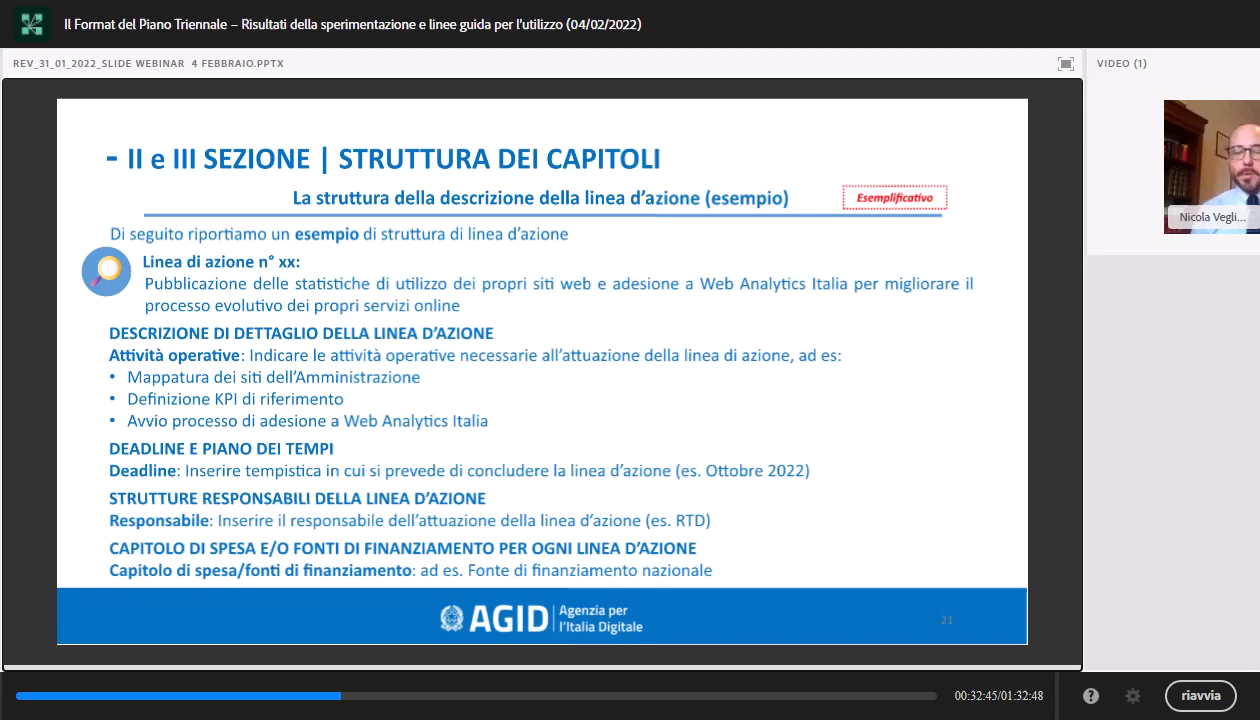 Il Format del Piano Triennale – Risultati della sperimentazione e linee guida per l'utilizzo (04/02/2022)
REV_31_01_2022_SLIDE WEBINAR 4 FEBBRAIO.PPTX
VIDEO (1)
- II e III SEZIONE | STRUTTURA DEI CAPITOLI
La struttura della descrizione della linea d'azione (esempio)
Esemplificativo
Di seguito riportiamo un esempio di struttura di linea d'azione
Linea di azione n° xx:
Pubblicazione delle statistiche di utilizzo dei propri siti web e adesione a Web Analytics Italia per migliorare il
processo evolutivo dei propri servizi online
DESCRIZIONE DI DETTAGLIO DELLA LINEA D'AZIONE
Attività operative: Indicare le attività operative necessarie all'attuazione della linea di azione, ad es:
• Mappatura dei siti dell'Amministrazione
• Definizione KPI di riferimento
• Avvio processo di adesione a Web Analytics Italia
DEADLINE E PIANO DEI TEMPI
Deadline: Inserire tempistica in cui si prevede di concludere la linea d'azione (es. Ottobre 2022)
STRUTTURE RESPONSABILI DELLA LINEA D'AZIONE
Responsabile: Inserire il responsabile dell'attuazione della linea d'azione (es. RTD)
CAPITOLO DI SPESA E/O FONTI DI FINANZIAMENTO PER OGNI LINEA D'AZIONE
Capitolo di spesa/fonti di finanziamento: ad es. Fonte di finanziamento nazionale
AGID
Agenzia per
l'Italia Digitale
21
Nicola Vegli...
00:32:45/01:32:48
?
riavvia